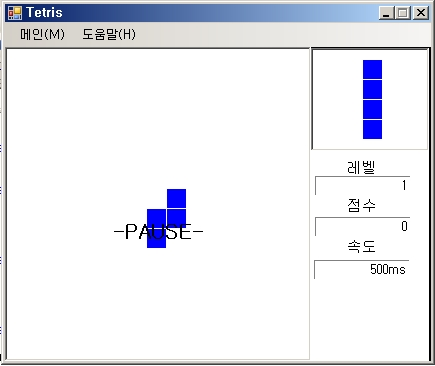 Tetris
메인(M) 도움말(H)
레벨
1
점수
0
속도
500ms
-PAUSE-